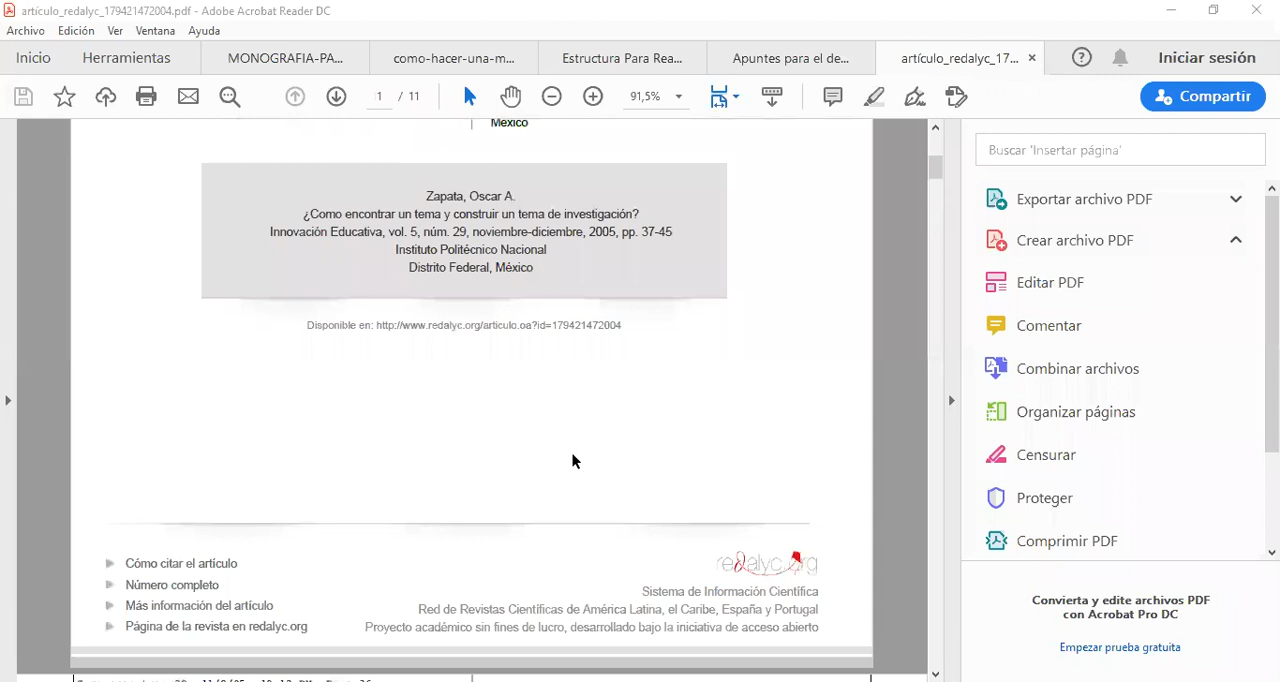 artículo_redalyc_179421472004.pdf - Adobe Acrobat Reader DC
Archivo Edición Ver Ventana Ayuda
Inicio Herramientas MONOGRAFIA-PA... como-hacer-una-m... Estructura Para Rea... Apuntes para el de... artículo_redalyc_17... Iniciar sesión
1 / 11 91,5% Compartir
México
Zapata, Oscar A.
¿Como encontrar un tema y construir un tema de investigación?
Innovación Educativa, vol. 5, núm. 29, noviembre-diciembre, 2005, pp. 37-45
Instituto Politécnico Nacional
Distrito Federal, México
Disponible en: http://www.redalyc.org/articulo.oa?id=179421472004
Cómo citar el artículo
Número completo
Más información del artículo
Página de la revista en redalyc.org
redalyc.org
Sistema de Información Científica
Red de Revistas Científicas de América Latina, el Caribe, España y Portugal
Proyecto académico sin fines de lucro, desarrollado bajo la iniciativa de acceso abierto
Buscar 'Insertar página'
Exportar archivo PDF
Crear archivo PDF
Editar PDF
Comentar
Combinar archivos
Organizar páginas
Censurar
Proteger
Comprimir PDF
Convierta y edite archivos PDF
con Acrobat Pro DC
Empezar prueba gratuita